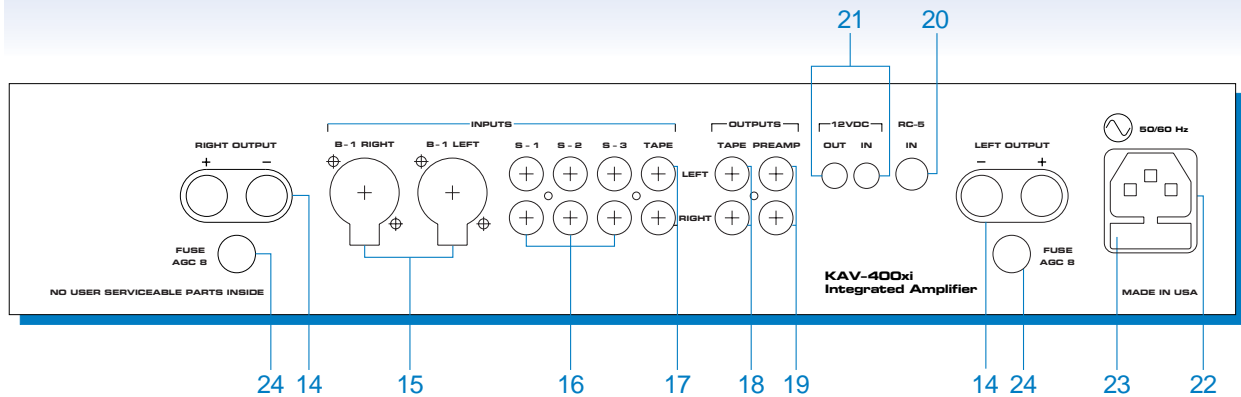 21 20
INPUTS OUTPUTS 12VDC RC-5 50/60 Hz
RIGHT OUTPUT B-1 RIGHT B-1 LEFT S-1 S-2 S-3 TAPE TAPE PREAMP OUT IN IN LEFT OUTPUT
+ − − +
LEFT
RIGHT
FUSE
AGC 8
FUSE
AGC 8
KAV-400xi
Integrated Amplifier
NO USER SERVICEABLE PARTS INSIDE MADE IN USA
24 14 15 16 17 18 19 14 24 23 22